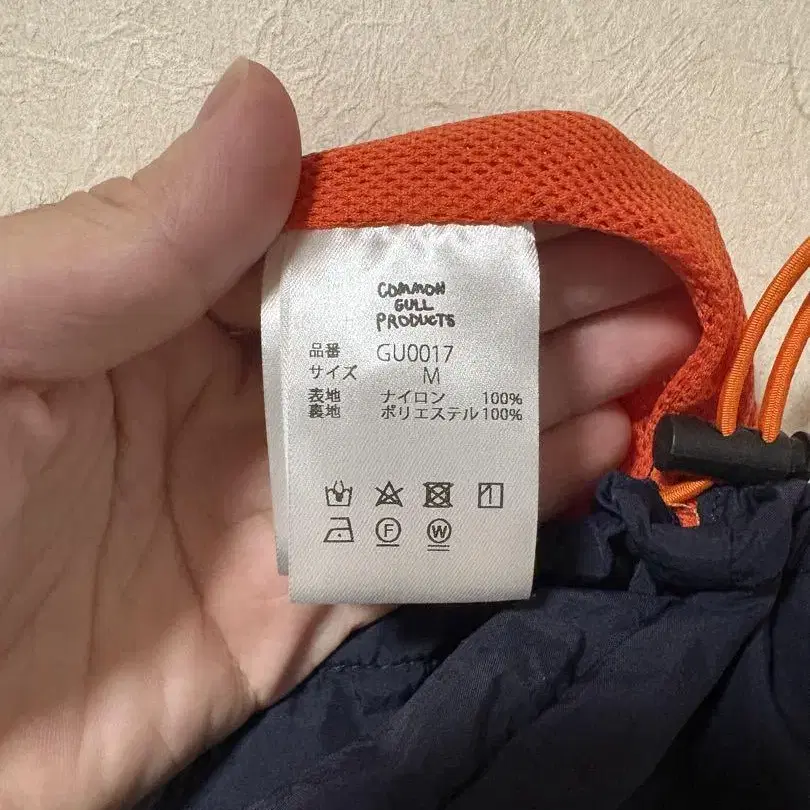 COMMON
GULL
PRODUCTS
品番 GU0017
サイズ M
表地 ナイロン 100%
裏地 ポリエステル 100%
F W